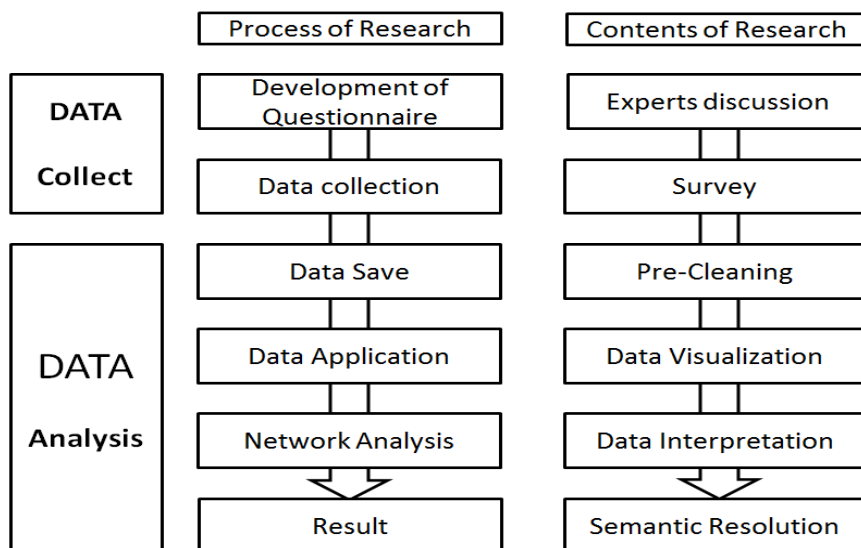 Process of Research
Contents of Research
DATA
Collect
Development of
Questionnaire
Experts discussion
Data collection
Survey
DATA
Analysis
Data Save
Pre-Cleaning
Data Application
Data Visualization
Network Analysis
Data Interpretation
Result
Semantic Resolution